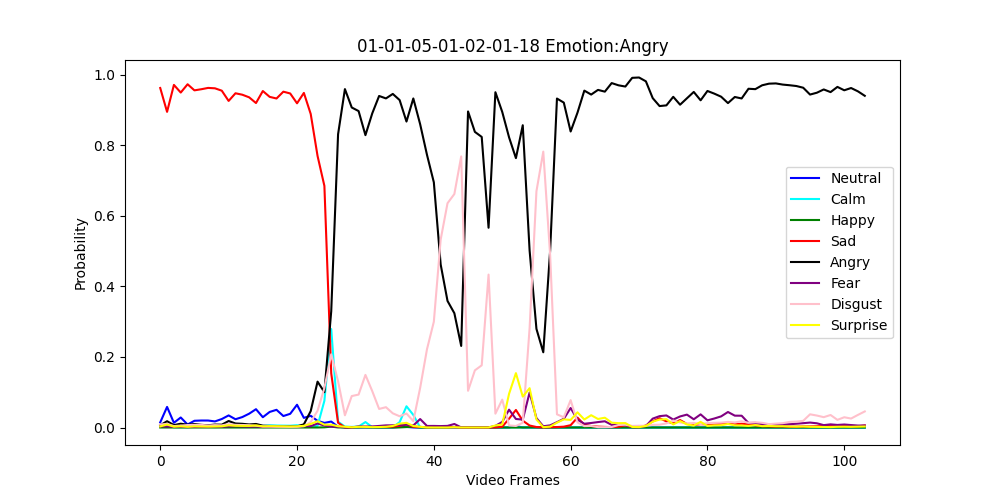 01-01-05-01-02-01-18 Emotion:Angry
1.0
0.8
0.6
0.4
0.2
0.0
Probability
0 20 40 60 80 100
Video Frames
Neutral
Calm
Happy
Sad
Angry
Fear
Disgust
Surprise